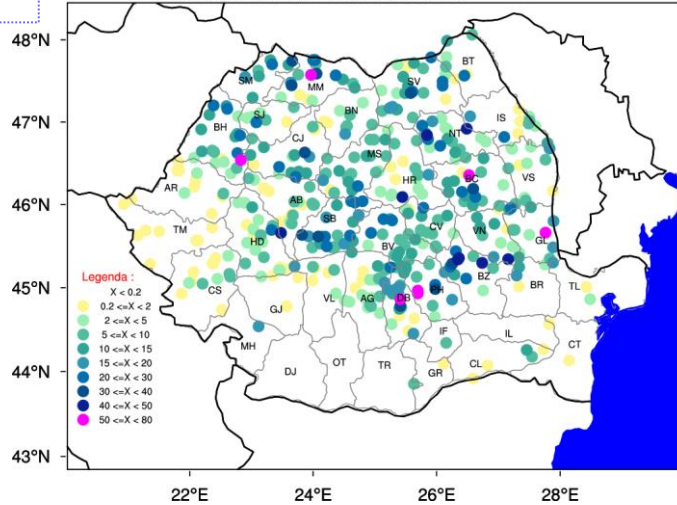 48°N
BT
SM
MM
SV
BN
SJ
47°N
BH
IS
CJ
NT
MS
HR
BC
VS
AR
AB
46°N
TM
SB
HD
CV
VN
GL
BV
Legenda :
X < 0.2
0.2 <=X < 2
2 <=X < 5
5 <=X < 10
10 <=X < 15
15 <=X < 20
20 <=X < 30
30 <=X < 40
40 <=X < 50
50 <=X < 80
CS
BZ
45°N
VL
AG
DB
PH
BR
TL
GJ
MH
IF
IL
CT
44°N
DJ
OT
TR
GR
CL
43°N
22°E 24°E 26°E 28°E